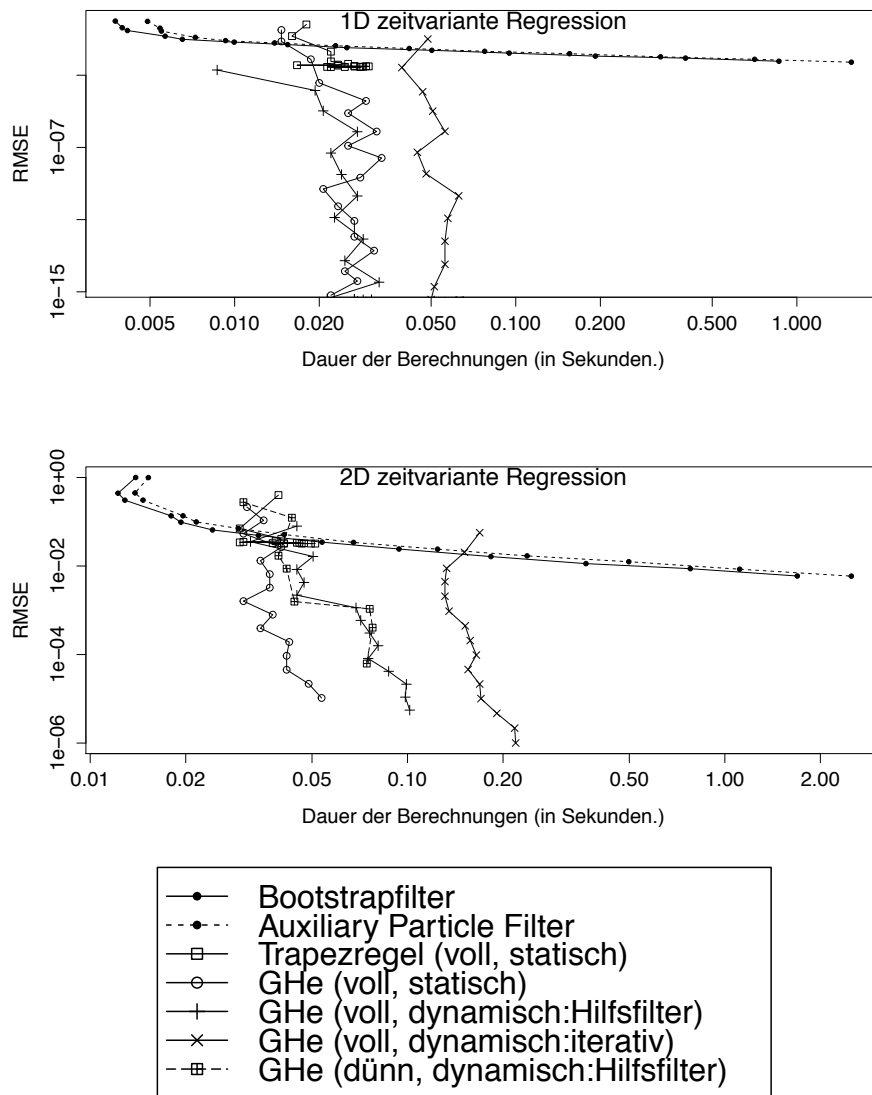 1D zeitvariante Regression
RMSE
1e-07
1e-15
0.005 0.010 0.020 0.050 0.100 0.200 0.500 1.000
Dauer der Berechnungen (in Sekunden.)
2D zeitvariante Regression
RMSE
1e+00
1e-02
1e-04
1e-06
0.01 0.02 0.05 0.10 0.20 0.50 1.00 2.00
Dauer der Berechnungen (in Sekunden.)
Bootstrapfilter
Auxiliary Particle Filter
Trapezregel (voll, statisch)
GHe (voll, statisch)
GHe (voll, dynamisch:Hilfsfilter)
GHe (voll, dynamisch:iterativ)
GHe (dünn, dynamisch:Hilfsfilter)